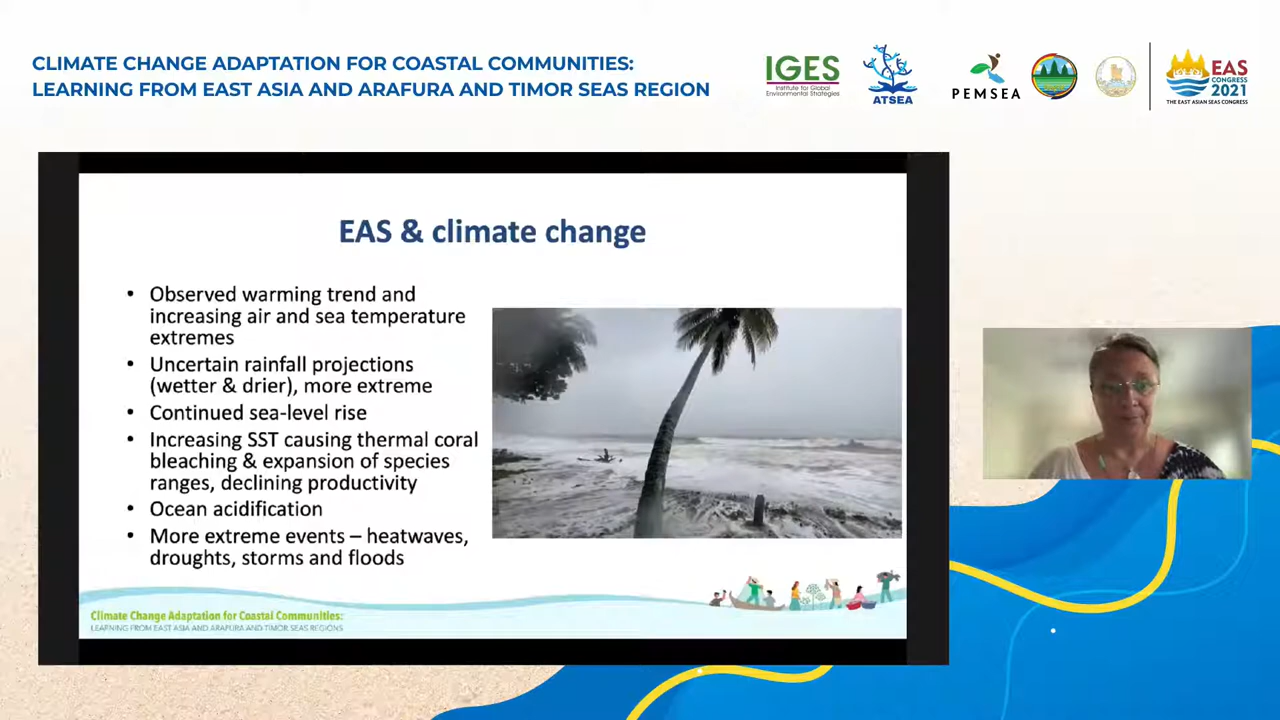 CLIMATE CHANGE ADAPTATION FOR COASTAL COMMUNITIES:
LEARNING FROM EAST ASIA AND ARAFURA AND TIMOR SEAS REGION
IGES
Institute for Global
Environmental Strategies
ATSEA
PEMSEA
EAS
CONGRESS
2021
THE EAST ASIAN SEAS CONGRESS
EAS & climate change
• Observed warming trend and
increasing air and sea temperature
extremes
• Uncertain rainfall projections
(wetter & drier), more extreme
• Continued sea-level rise
• Increasing SST causing thermal coral
bleaching & expansion of species
ranges, declining productivity
• Ocean acidification
• More extreme events – heatwaves,
droughts, storms and floods
Climate Change Adaptation for Coastal Communities:
LEARNING FROM EAST ASIA AND ARAFURA AND TIMOR SEAS REGIONS